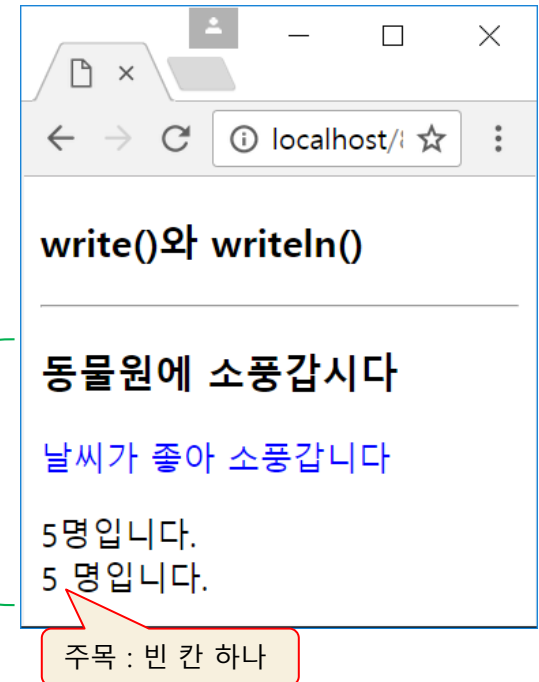 localhost/8
write()와 writeln()
동물원에 소풍갑시다
날씨가 좋아 소풍갑니다
5명입니다.
5 명입니다.
주목 : 빈 칸 하나